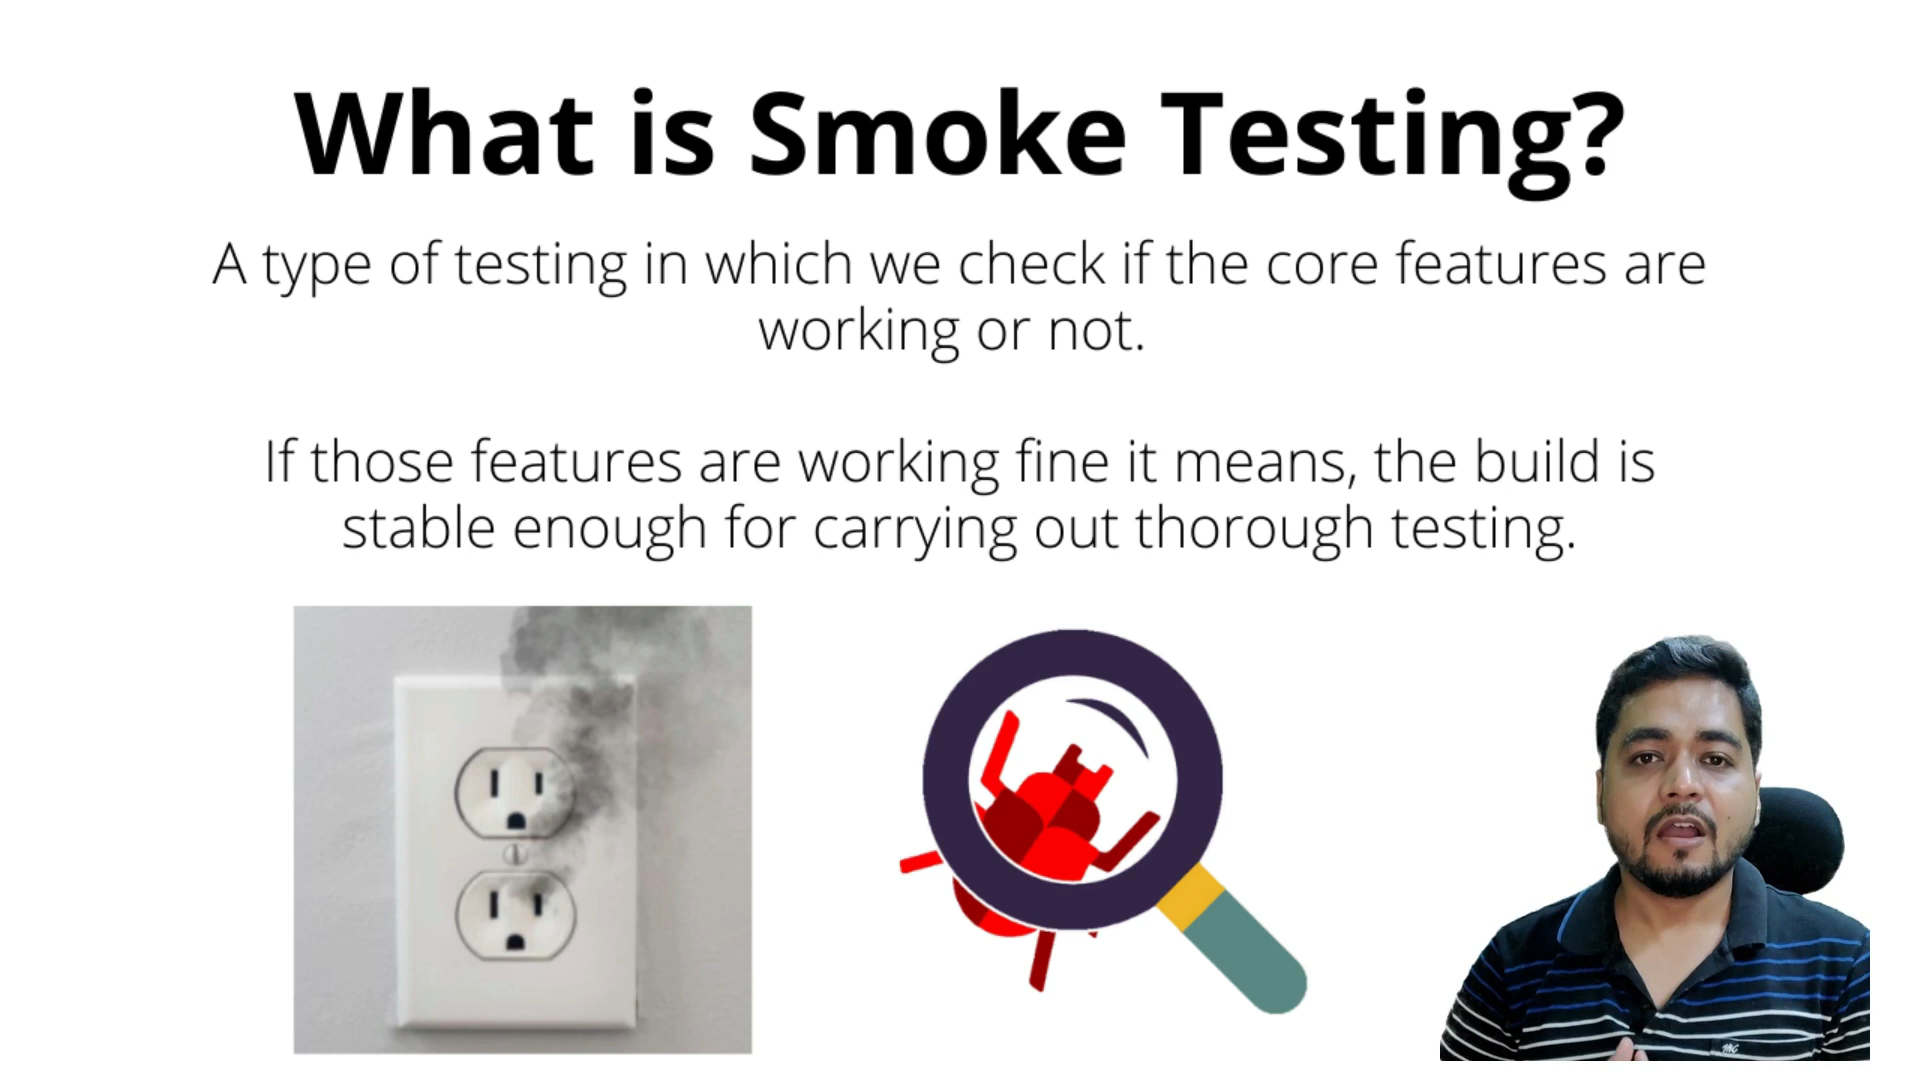 What is Smoke Testing?
A type of testing in which we check if the core features are
working or not.
If those features are working fine it means, the build is
stable enough for carrying out thorough testing.